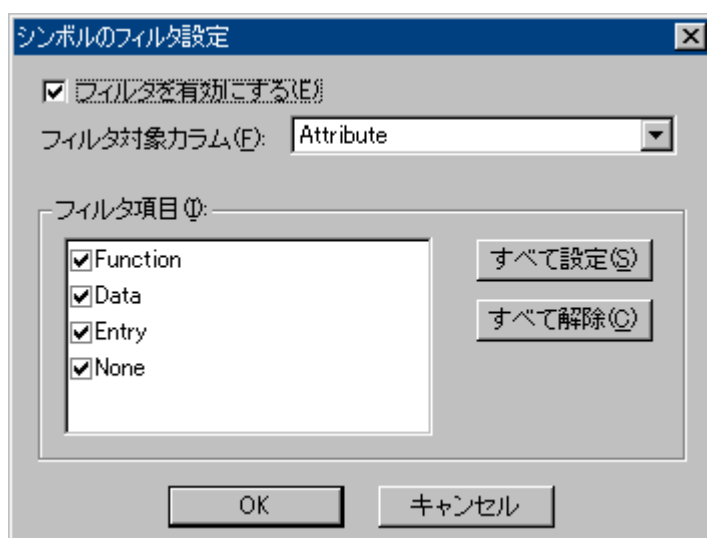 シンボルのフィルタ設定
フィルタを有効にする(E)
フィルタ対象カラム(F): Attribute
フィルタ項目(I):
Function
すべて設定(S)
Data
すべて解除(C)
Entry
None
OK キャンセル